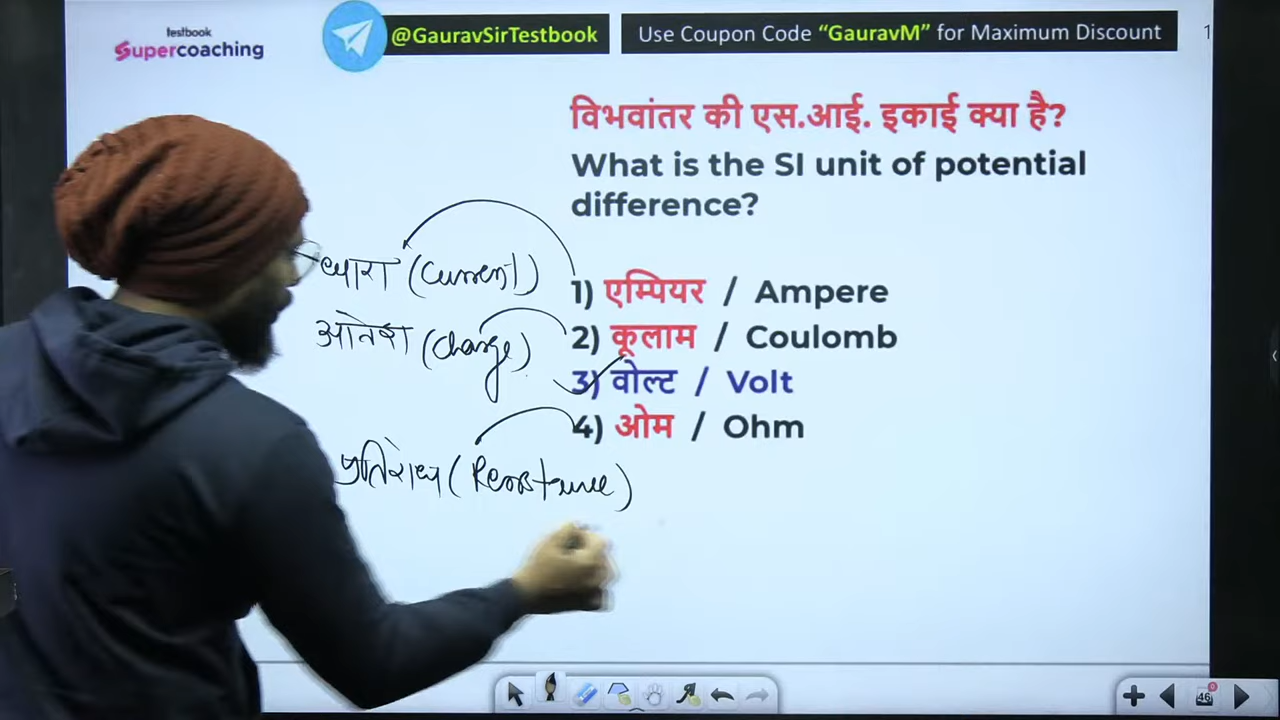 testbook
Supercoaching
@GauravSirTestbook
Use Coupon Code “GauravM” for Maximum Discount
1
विभवांतर की एस.आई. इकाई क्या है?
What is the SI unit of potential
difference?
धारा (Current)
1) एम्पियर / Ampere
आवेश (Charge)
2) कूलाम / Coulomb
3) वोल्ट / Volt
4) ओम / Ohm
प्रतिरोध (Resistance)
46